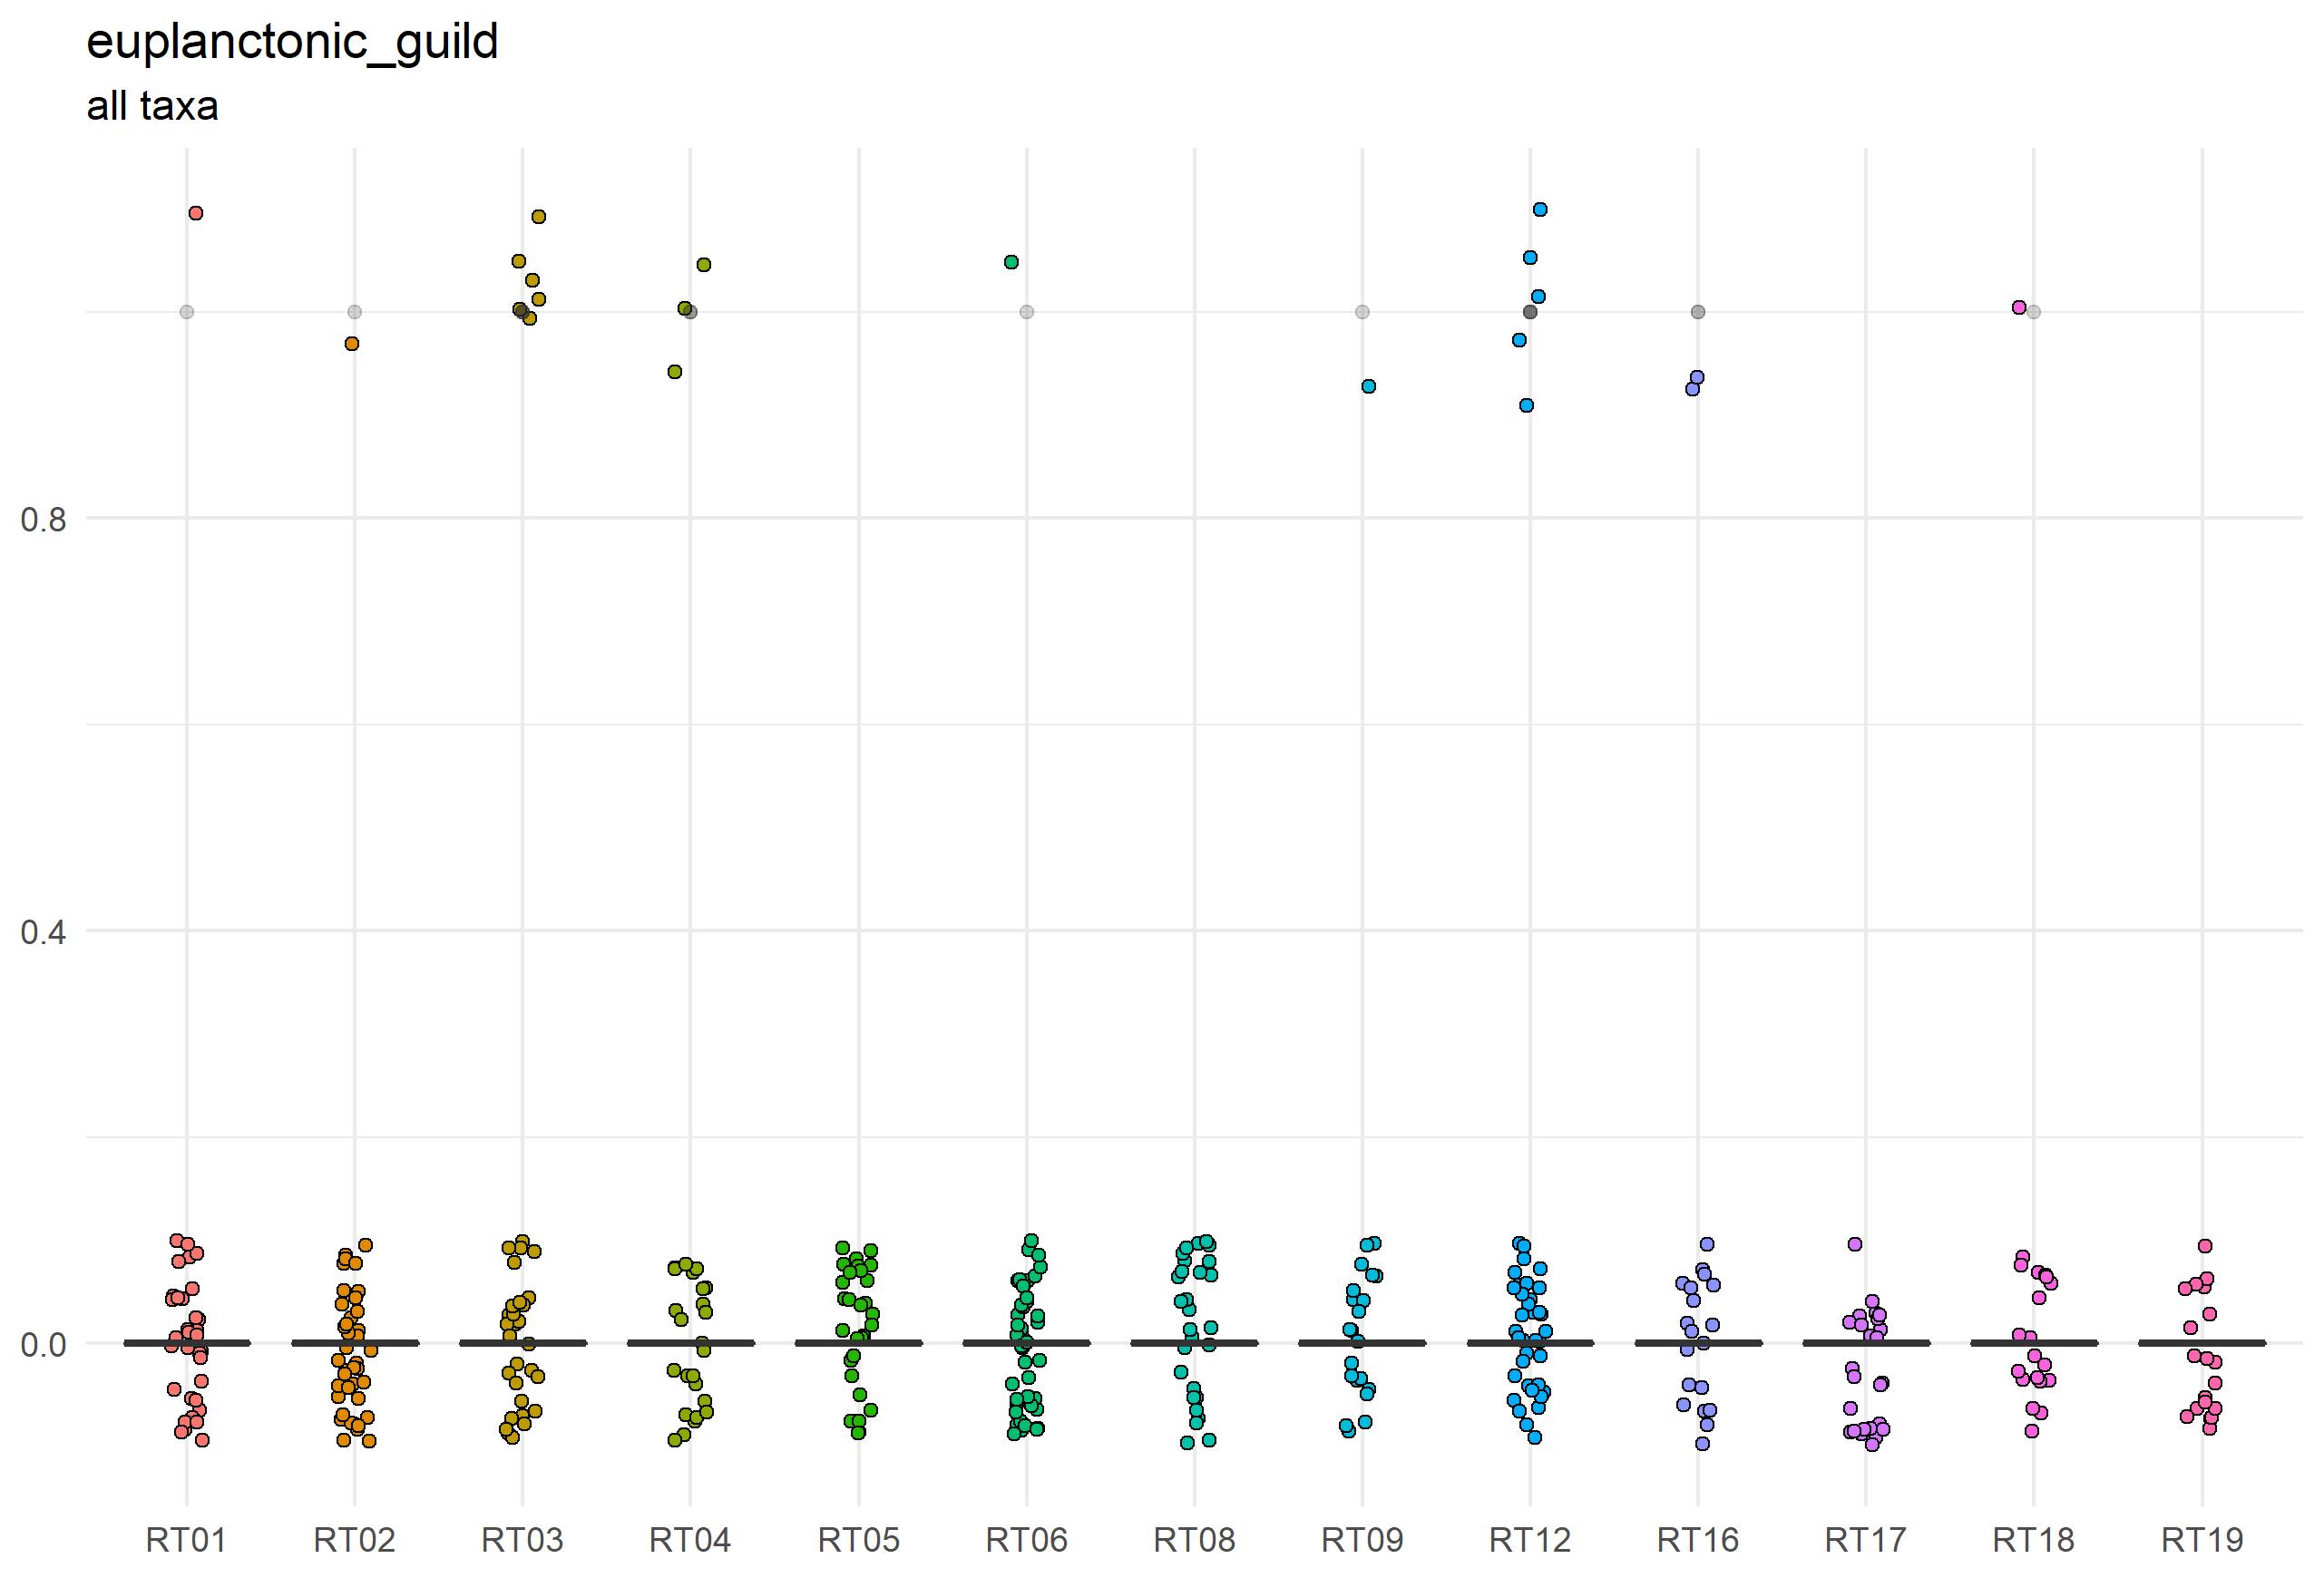 euplanctonic_guild
all taxa
0.8
0.4
0.0
RT01 RT02 RT03 RT04 RT05 RT06 RT08 RT09 RT12 RT16 RT17 RT18 RT19